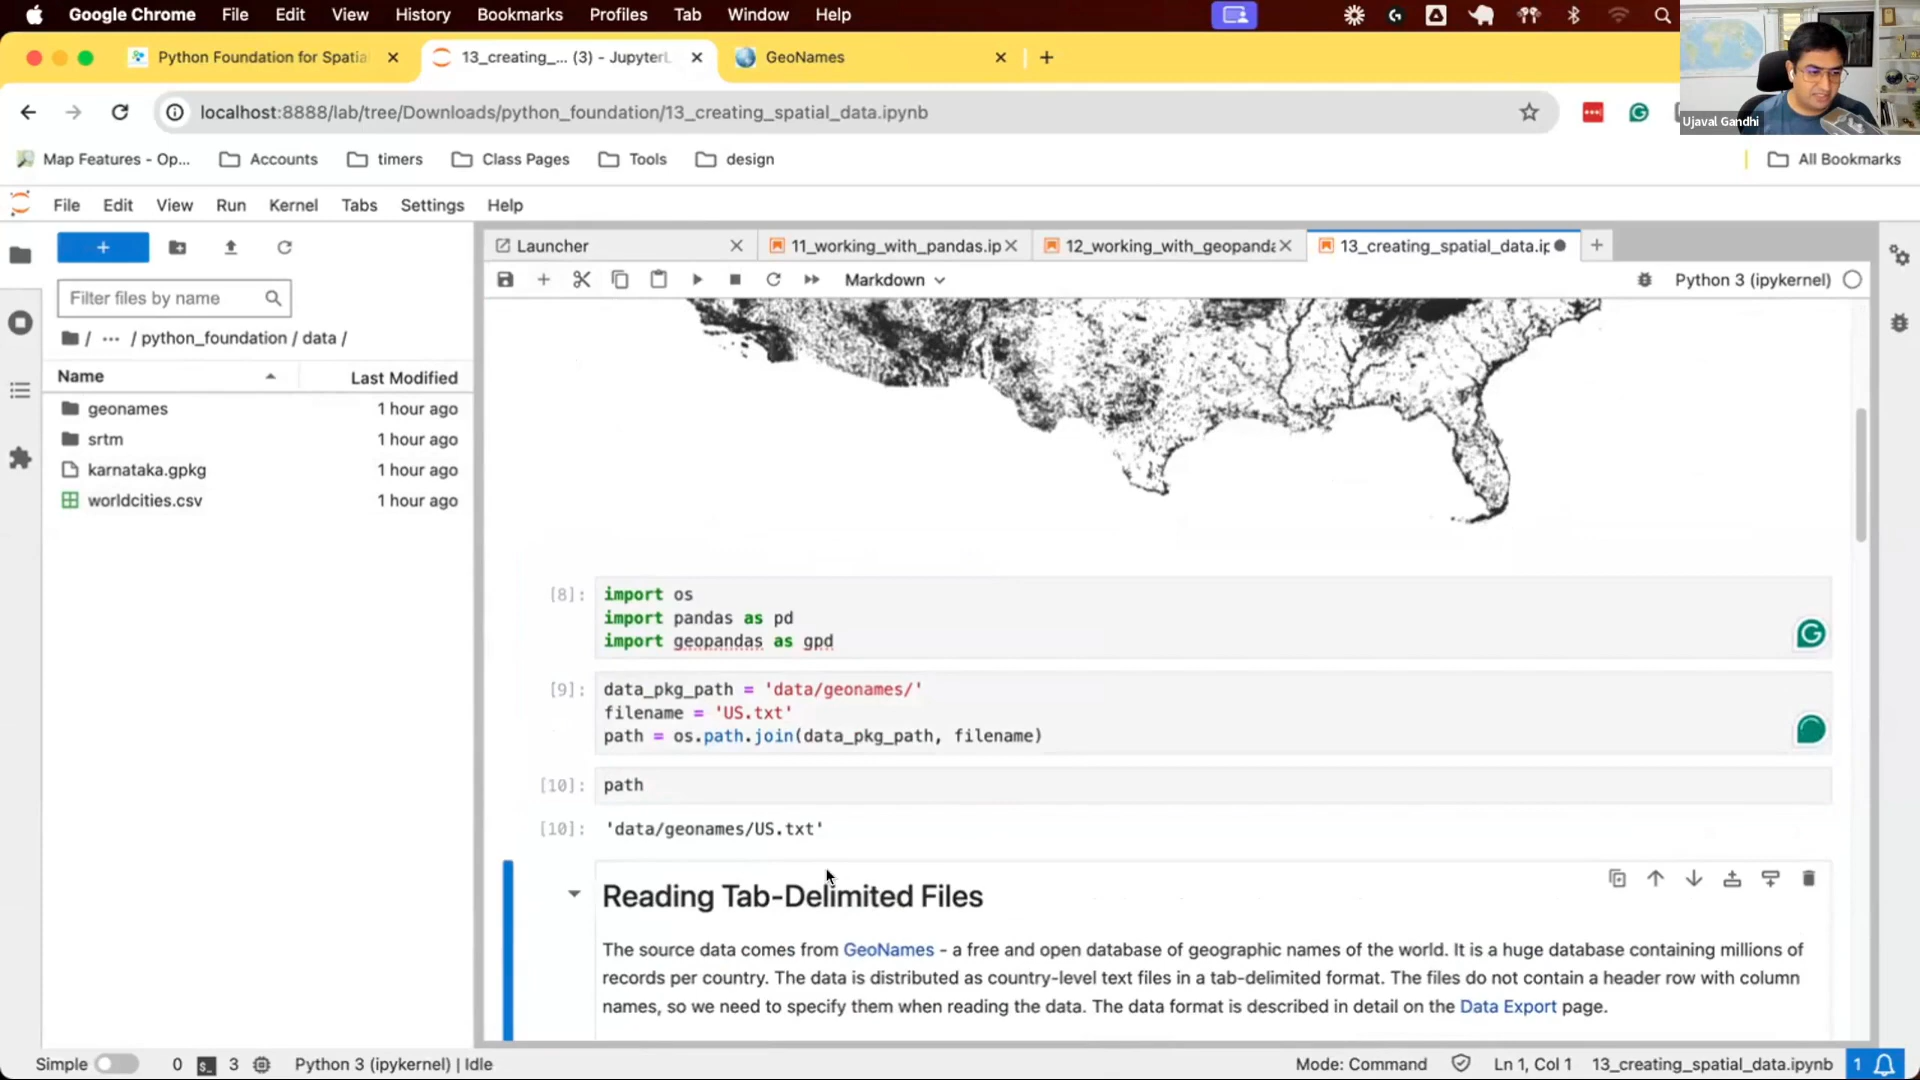 Google Chrome File Edit View History Bookmarks Profiles Tab Window Help
Python Foundation for Spatia
13_creating_... (3) - JupyterL
GeoNames
localhost:8888/lab/tree/Downloads/python_foundation/13_creating_spatial_data.ipynb
Ujaval Gandhi
Map Features - Op... Accounts timers Class Pages Tools design All Bookmarks
File Edit View Run Kernel Tabs Settings Help
Launcher 11_working_with_pandas.ip 12_working_with_geopanda 13_creating_spatial_data.ip
Markdown Python 3 (ipykernel)
Filter files by name
/ ... / python_foundation / data /
Name Last Modified
geonames 1 hour ago
srtm 1 hour ago
karnataka.gpkg 1 hour ago
worldcities.csv 1 hour ago
[8]: import os
import pandas as pd
import geopandas as gpd
[9]: data_pkg_path = 'data/geonames/'
filename = 'US.txt'
path = os.path.join(data_pkg_path, filename)
[10]: path
[10]: 'data/geonames/US.txt'
Reading Tab-Delimited Files
The source data comes from GeoNames - a free and open database of geographic names of the world. It is a huge database containing millions of
records per country. The data is distributed as country-level text files in a tab-delimited format. The files do not contain a header row with column
names, so we need to specify them when reading the data. The data format is described in detail on the Data Export page.
Simple 0 3 Python 3 (ipykernel) | Idle Mode: Command Ln 1, Col 1 13_creating_spatial_data.ipynb 1